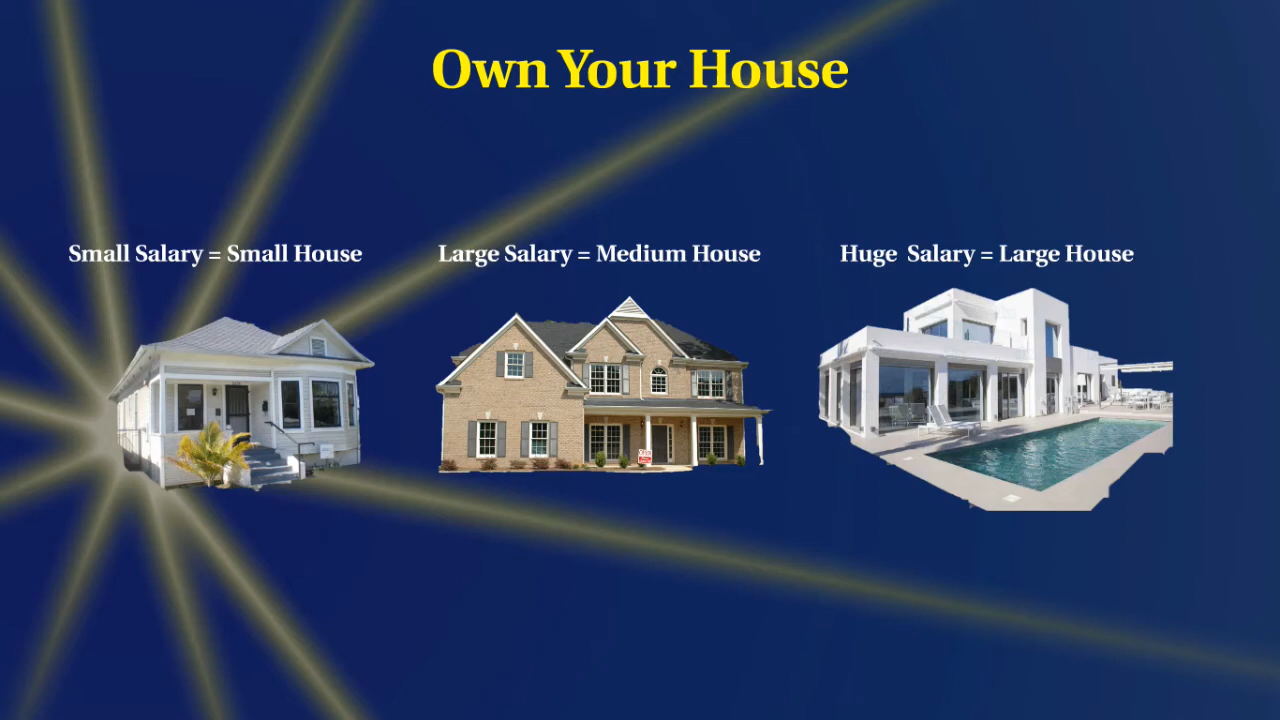 Own Your House
Small Salary = Small House
Large Salary = Medium House
Huge  Salary = Large House